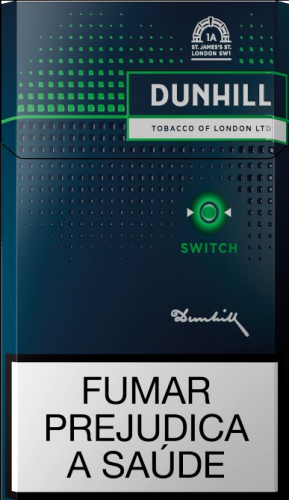 1A
ST. JAMES'S ST.
LONDON SW1
DUNHILL
TOBACCO OF LONDON LTD
SWITCH
Dunhill
FUMAR
PREJUDICA
A SAÚDE